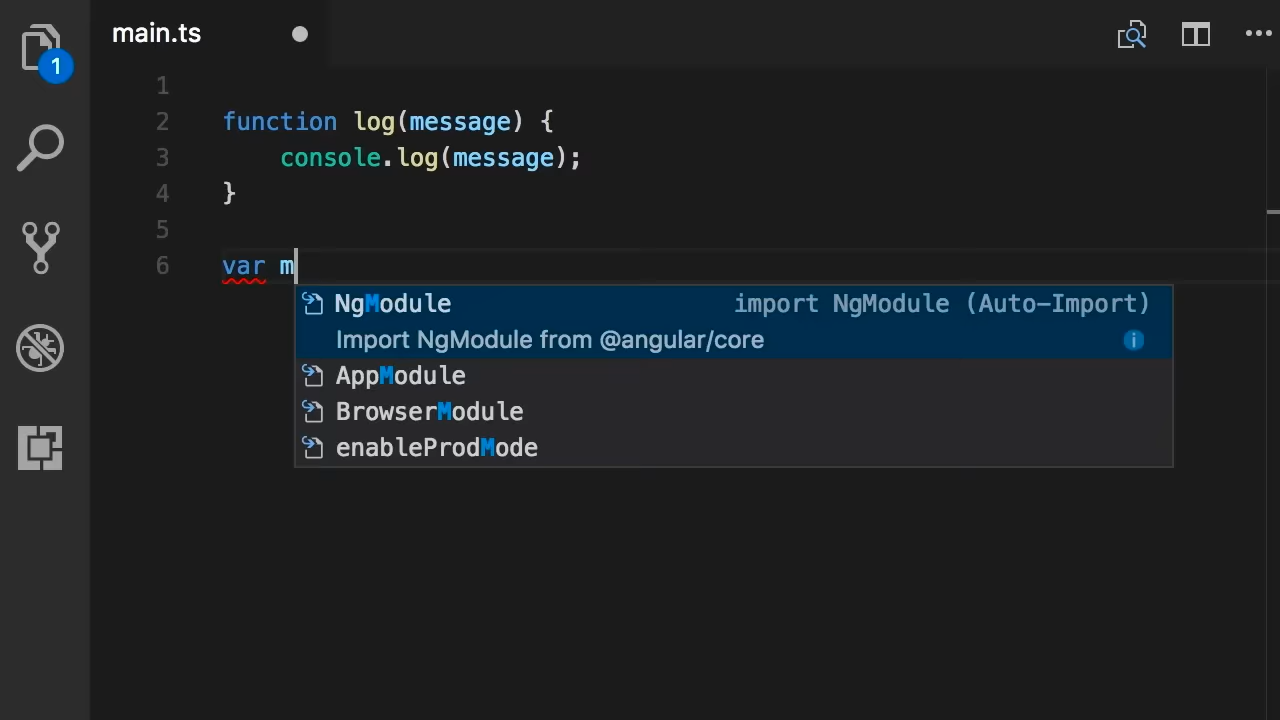 main.ts
1
1
2 function log(message) {
3 console.log(message);
4 }
5
6 var m
NgModule import NgModule (Auto-Import)
Import NgModule from @angular/core
AppModule
BrowserModule
enableProdMode